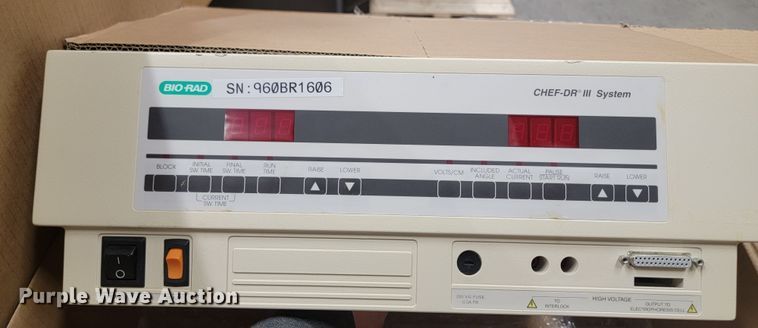 BIO-RAD SN:960BR1606 CHEF-DR® III System
BLOCK INITIAL SW. TIME FINAL SW. TIME RUN TIME RAISE LOWER VOLTS/CM INCLUDED ANGLE ACTUAL CURRENT PAUSE START RUN RAISE LOWER
CURRENT SW. TIME
I
O
FUSE
TO INTERLOCK
HIGH VOLTAGE
OUTPUT TO ELECTROPHORESIS CELL
Purple Wave Auction